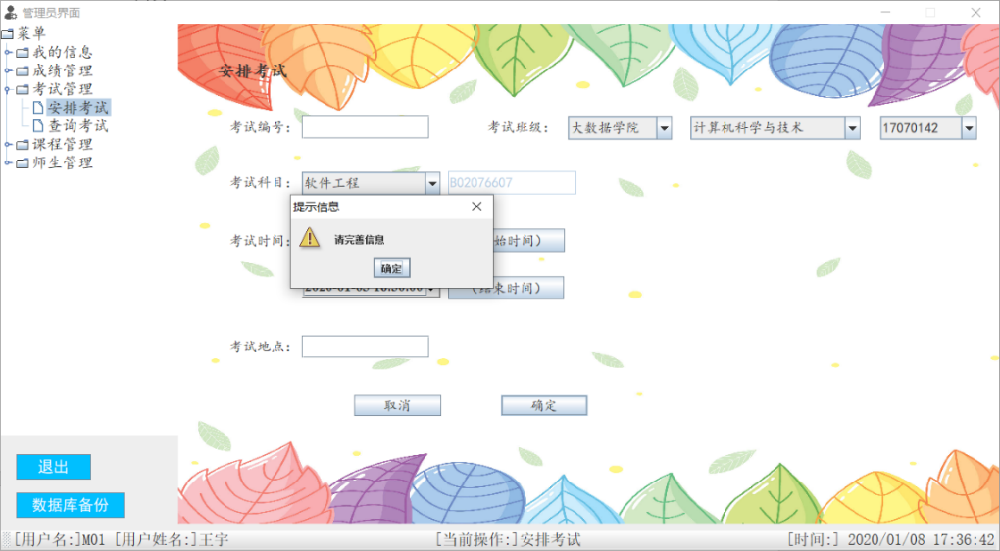 管理员界面
菜单
我的信息
成绩管理
考试管理
安排考试
查询考试
课程管理
师生管理
安排考试
考试编号:
考试班级: 大数据学院 计算机科学与技术 17070142
考试科目: 软件工程 B02076607
提示信息
考试时间: 始时间)
请完善信息
确定
(结束时间)
考试地点:
取消 确定
退出
数据库备份
[用户名:]M01 [用户姓名:]王宇 [当前操作:]安排考试 [时间:] 2020/01/08 17:36:42